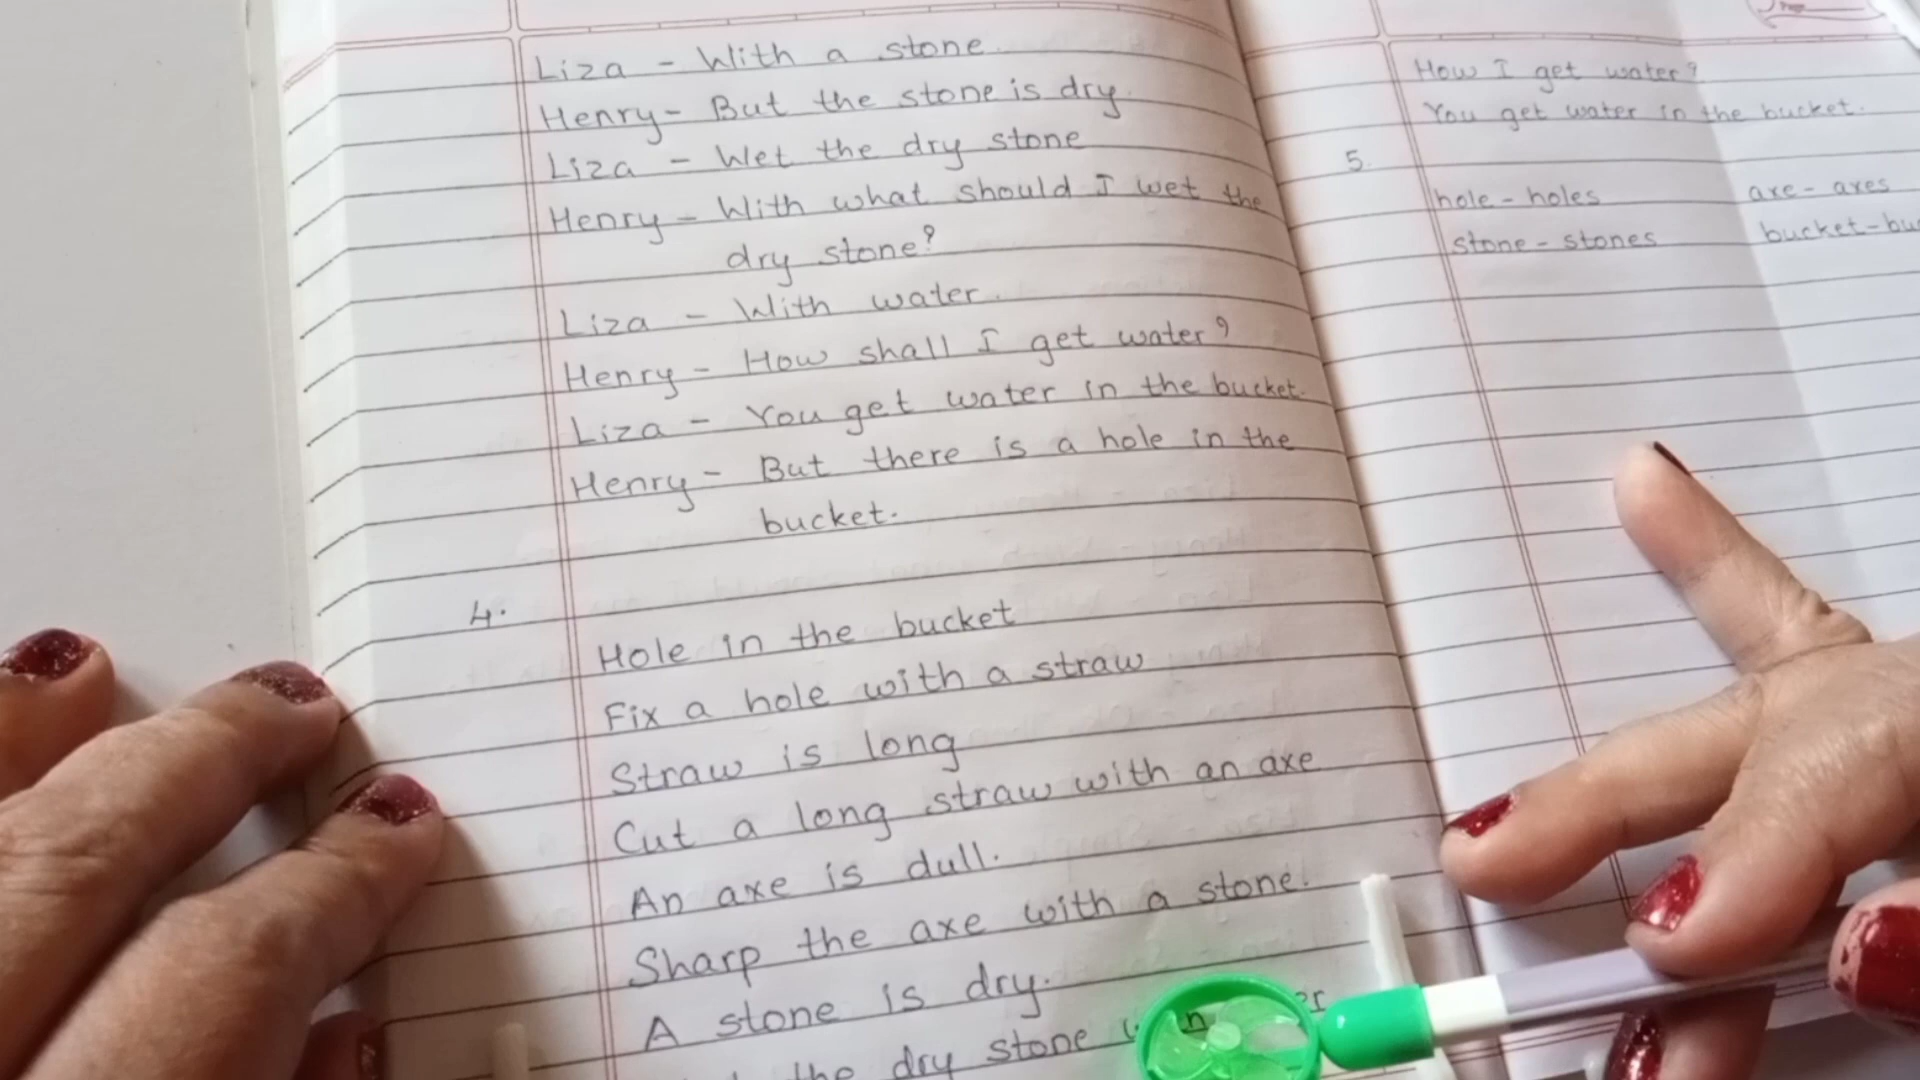 Liza - With a stone.
Henry - But the stone is dry.
Liza - Wet the dry stone
Henry - With what should I wet the
dry stone?
Liza - With water.
Henry - How shall I get water?
Liza - You get water in the bucket.
Henry - But there is a hole in the
bucket.
4.
Hole in the bucket
Fix a hole with a straw
Straw is long
Cut a long straw with an axe
An axe is dull.
Sharp the axe with a stone.
A stone is dry.
the dry stone
How I get water?
You get water in the bucket.
5.
hole - holes axe - axes
stone - stones bucket -